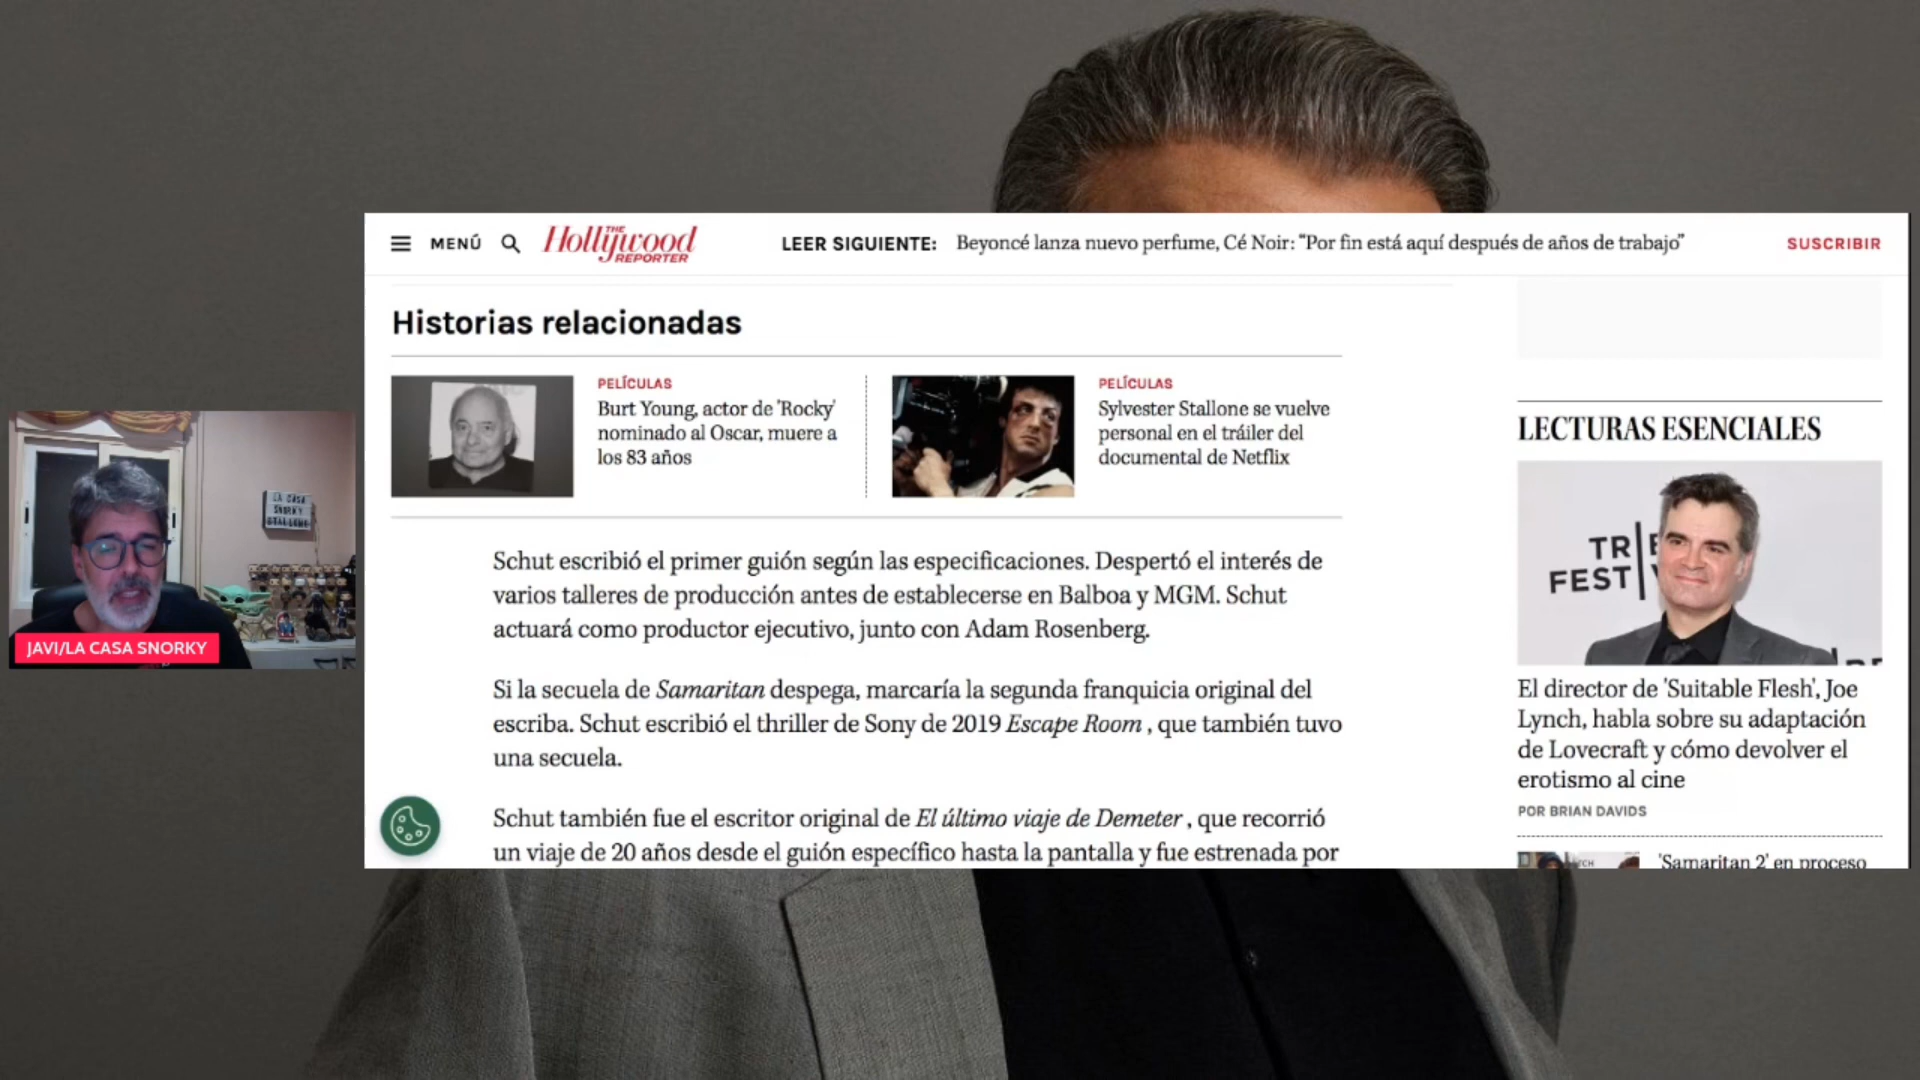 MENÚ
THE
Hollywood
REPORTER
LEER SIGUIENTE: Beyoncé lanza nuevo perfume, Cé Noir: “Por fin está aquí después de años de trabajo”
SUSCRIBIR
Historias relacionadas
PELÍCULAS
Burt Young, actor de 'Rocky'
nominado al Oscar, muere a
los 83 años
PELÍCULAS
Sylvester Stallone se vuelve
personal en el tráiler del
documental de Netflix
Schut escribió el primer guión según las especificaciones. Despertó el interés de
varios talleres de producción antes de establecerse en Balboa y MGM. Schut
actuará como productor ejecutivo, junto con Adam Rosenberg.
Si la secuela de Samaritan despega, marcaría la segunda franquicia original del
escriba. Schut escribió el thriller de Sony de 2019 Escape Room , que también tuvo
una secuela.
Schut también fue el escritor original de El último viaje de Demeter , que recorrió
un viaje de 20 años desde el guión específico hasta la pantalla y fue estrenada por
LECTURAS ESENCIALES
TR
FEST
El director de 'Suitable Flesh', Joe
Lynch, habla sobre su adaptación
de Lovecraft y cómo devolver el
erotismo al cine
POR BRIAN DAVIDS
'Samaritan 2' en proceso
LA CASA
SNORKY
STALLONE
JAVI/LA CASA SNORKY